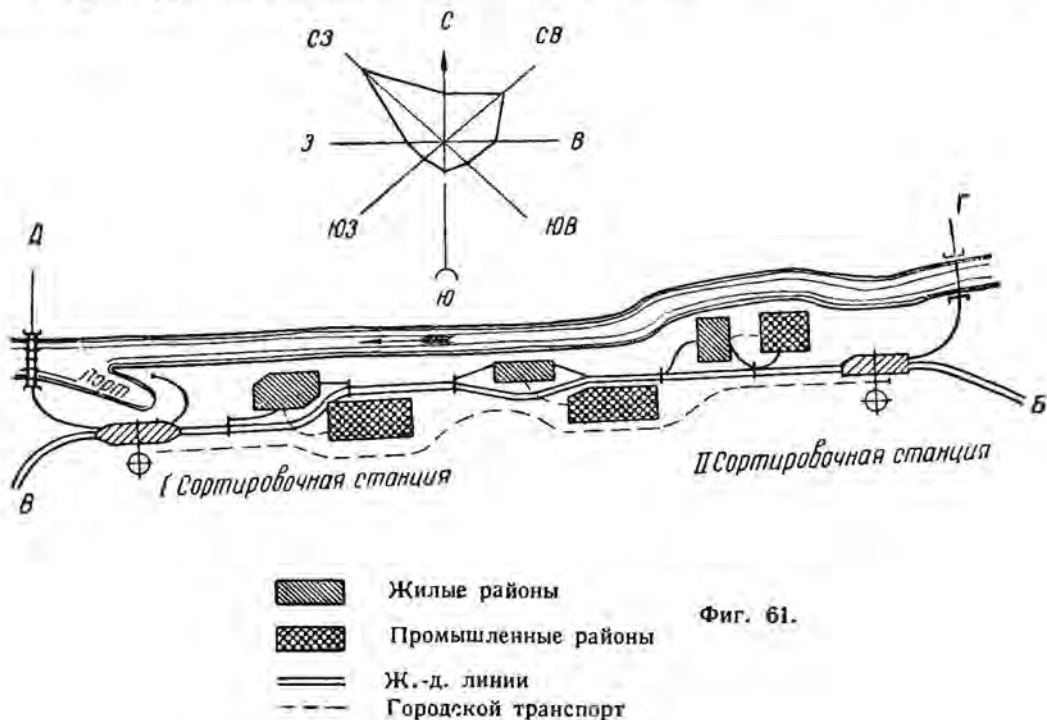 С
СЗ
СВ
З
В
ЮЗ
ЮВ
Ю
А
Г
порт
В
Б
I Сортировочная станция
II Сортировочная станция
Жилые районы
Фиг. 61.
Промышленные районы
Ж.-д. линии
Городской транспорт